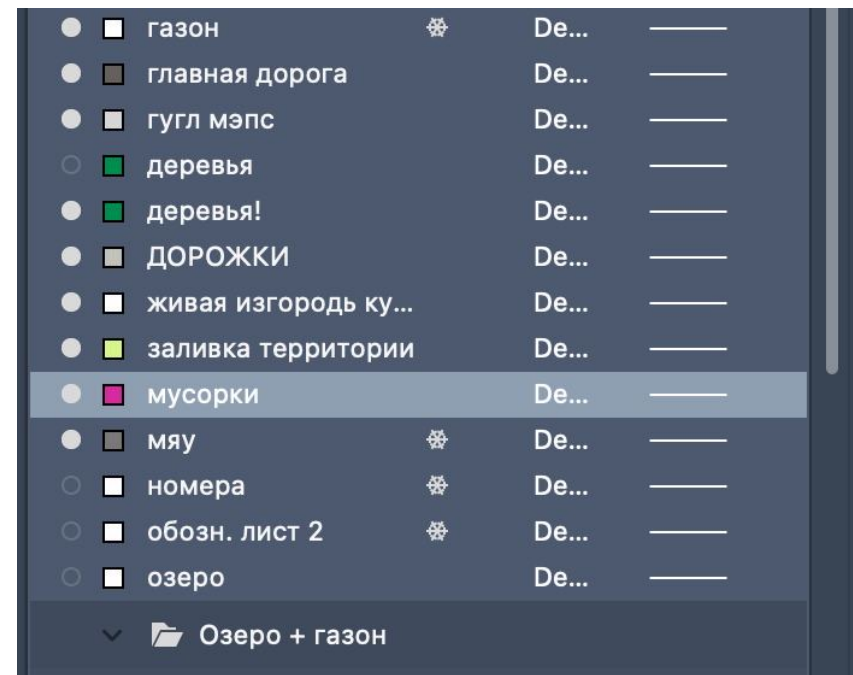 газон De...
главная дорога De...
гугл мэпс De...
деревья De...
деревья! De...
ДОРОЖКИ De...
живая изгородь ку... De...
заливка территории De...
мусорки De...
мяу De...
номера De...
обозн. лист 2 De...
озеро De...
Озеро + газон